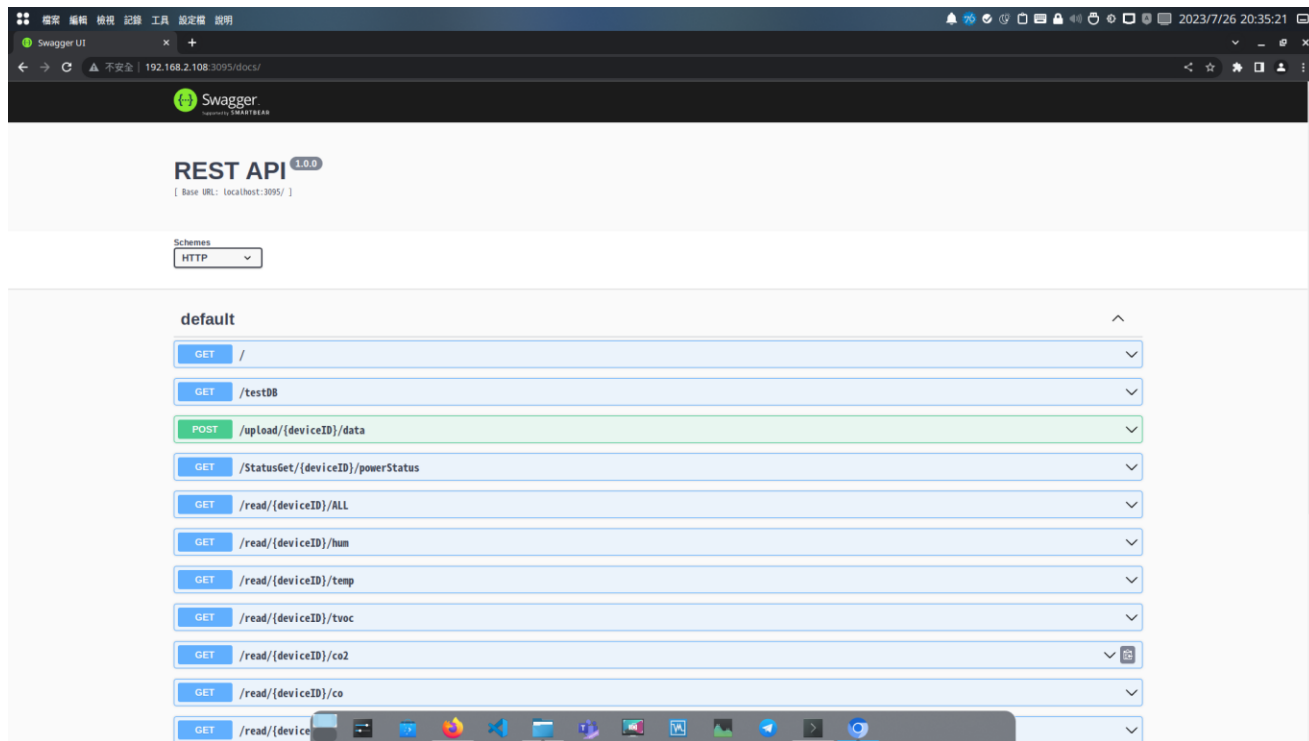 檔案 編輯 檢視 記錄 工具 設定檔 說明
2023/7/26 20:35:21
Swagger UI
不安全 | 192.168.2.108:3095/docs/
Swagger.
Supported by SMARTBEAR
REST API 1.0.0
[ Base URL: localhost:3095/ ]
Schemes
HTTP
default
GET /
GET /testDB
POST /upload/{deviceID}/data
GET /StatusGet/{deviceID}/powerStatus
GET /read/{deviceID}/ALL
GET /read/{deviceID}/hum
GET /read/{deviceID}/temp
GET /read/{deviceID}/tvoc
GET /read/{deviceID}/co2
GET /read/{deviceID}/co
GET /read/{device